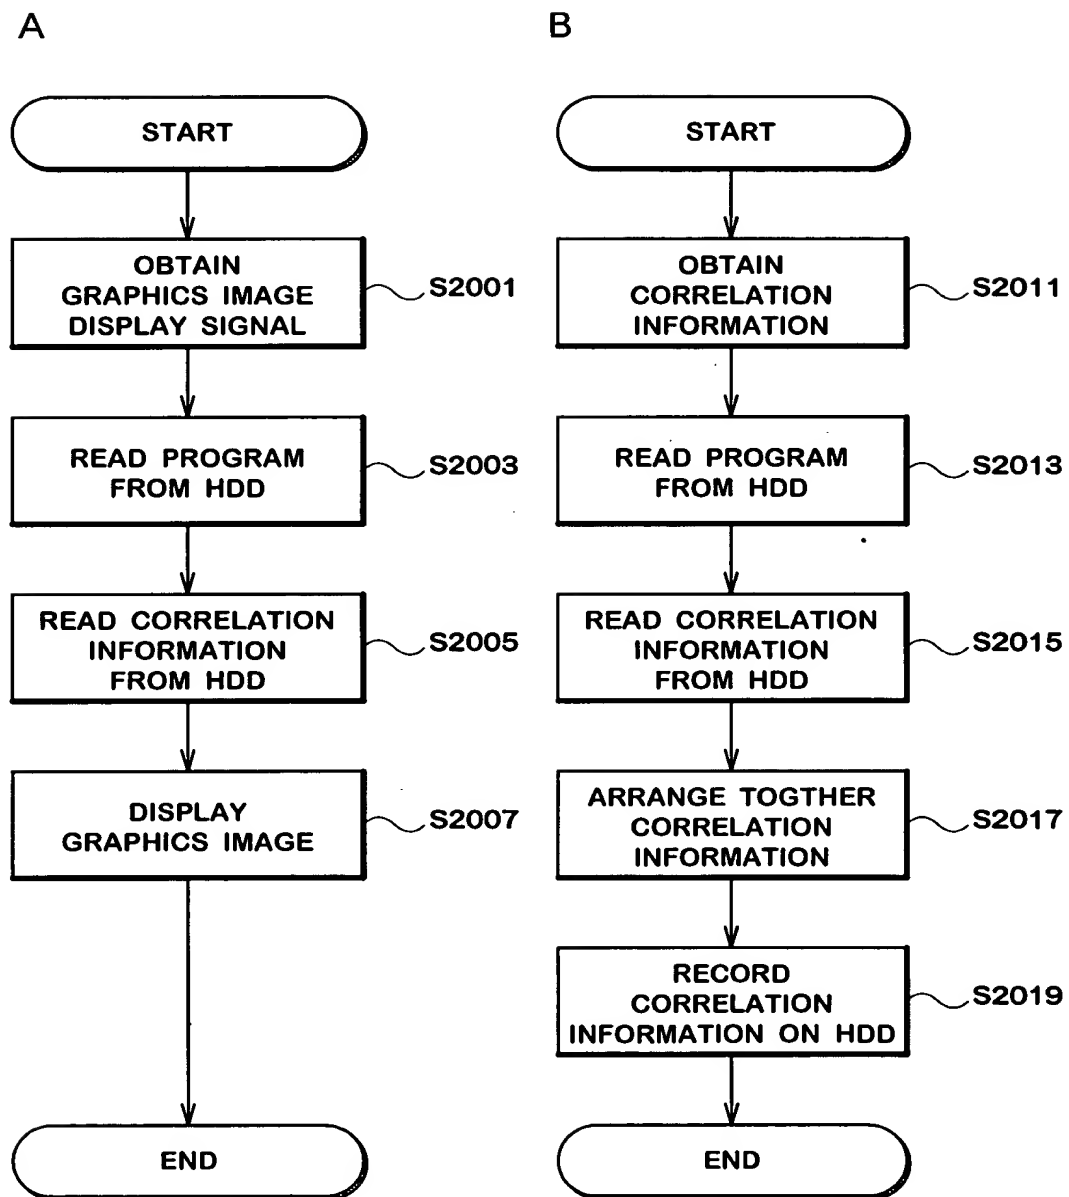 A
START
OBTAIN
GRAPHICS IMAGE
DISPLAY SIGNAL
S2001
READ PROGRAM
FROM HDD
S2003
READ CORRELATION
INFORMATION
FROM HDD
S2005
DISPLAY
GRAPHICS IMAGE
S2007
END
B
START
OBTAIN
CORRELATION
INFORMATION
S2011
READ PROGRAM
FROM HDD
S2013
READ CORRELATION
INFORMATION
FROM HDD
S2015
ARRANGE TOGTHER
CORRELATION
INFORMATION
S2017
RECORD
CORRELATION
INFORMATION ON HDD
S2019
END